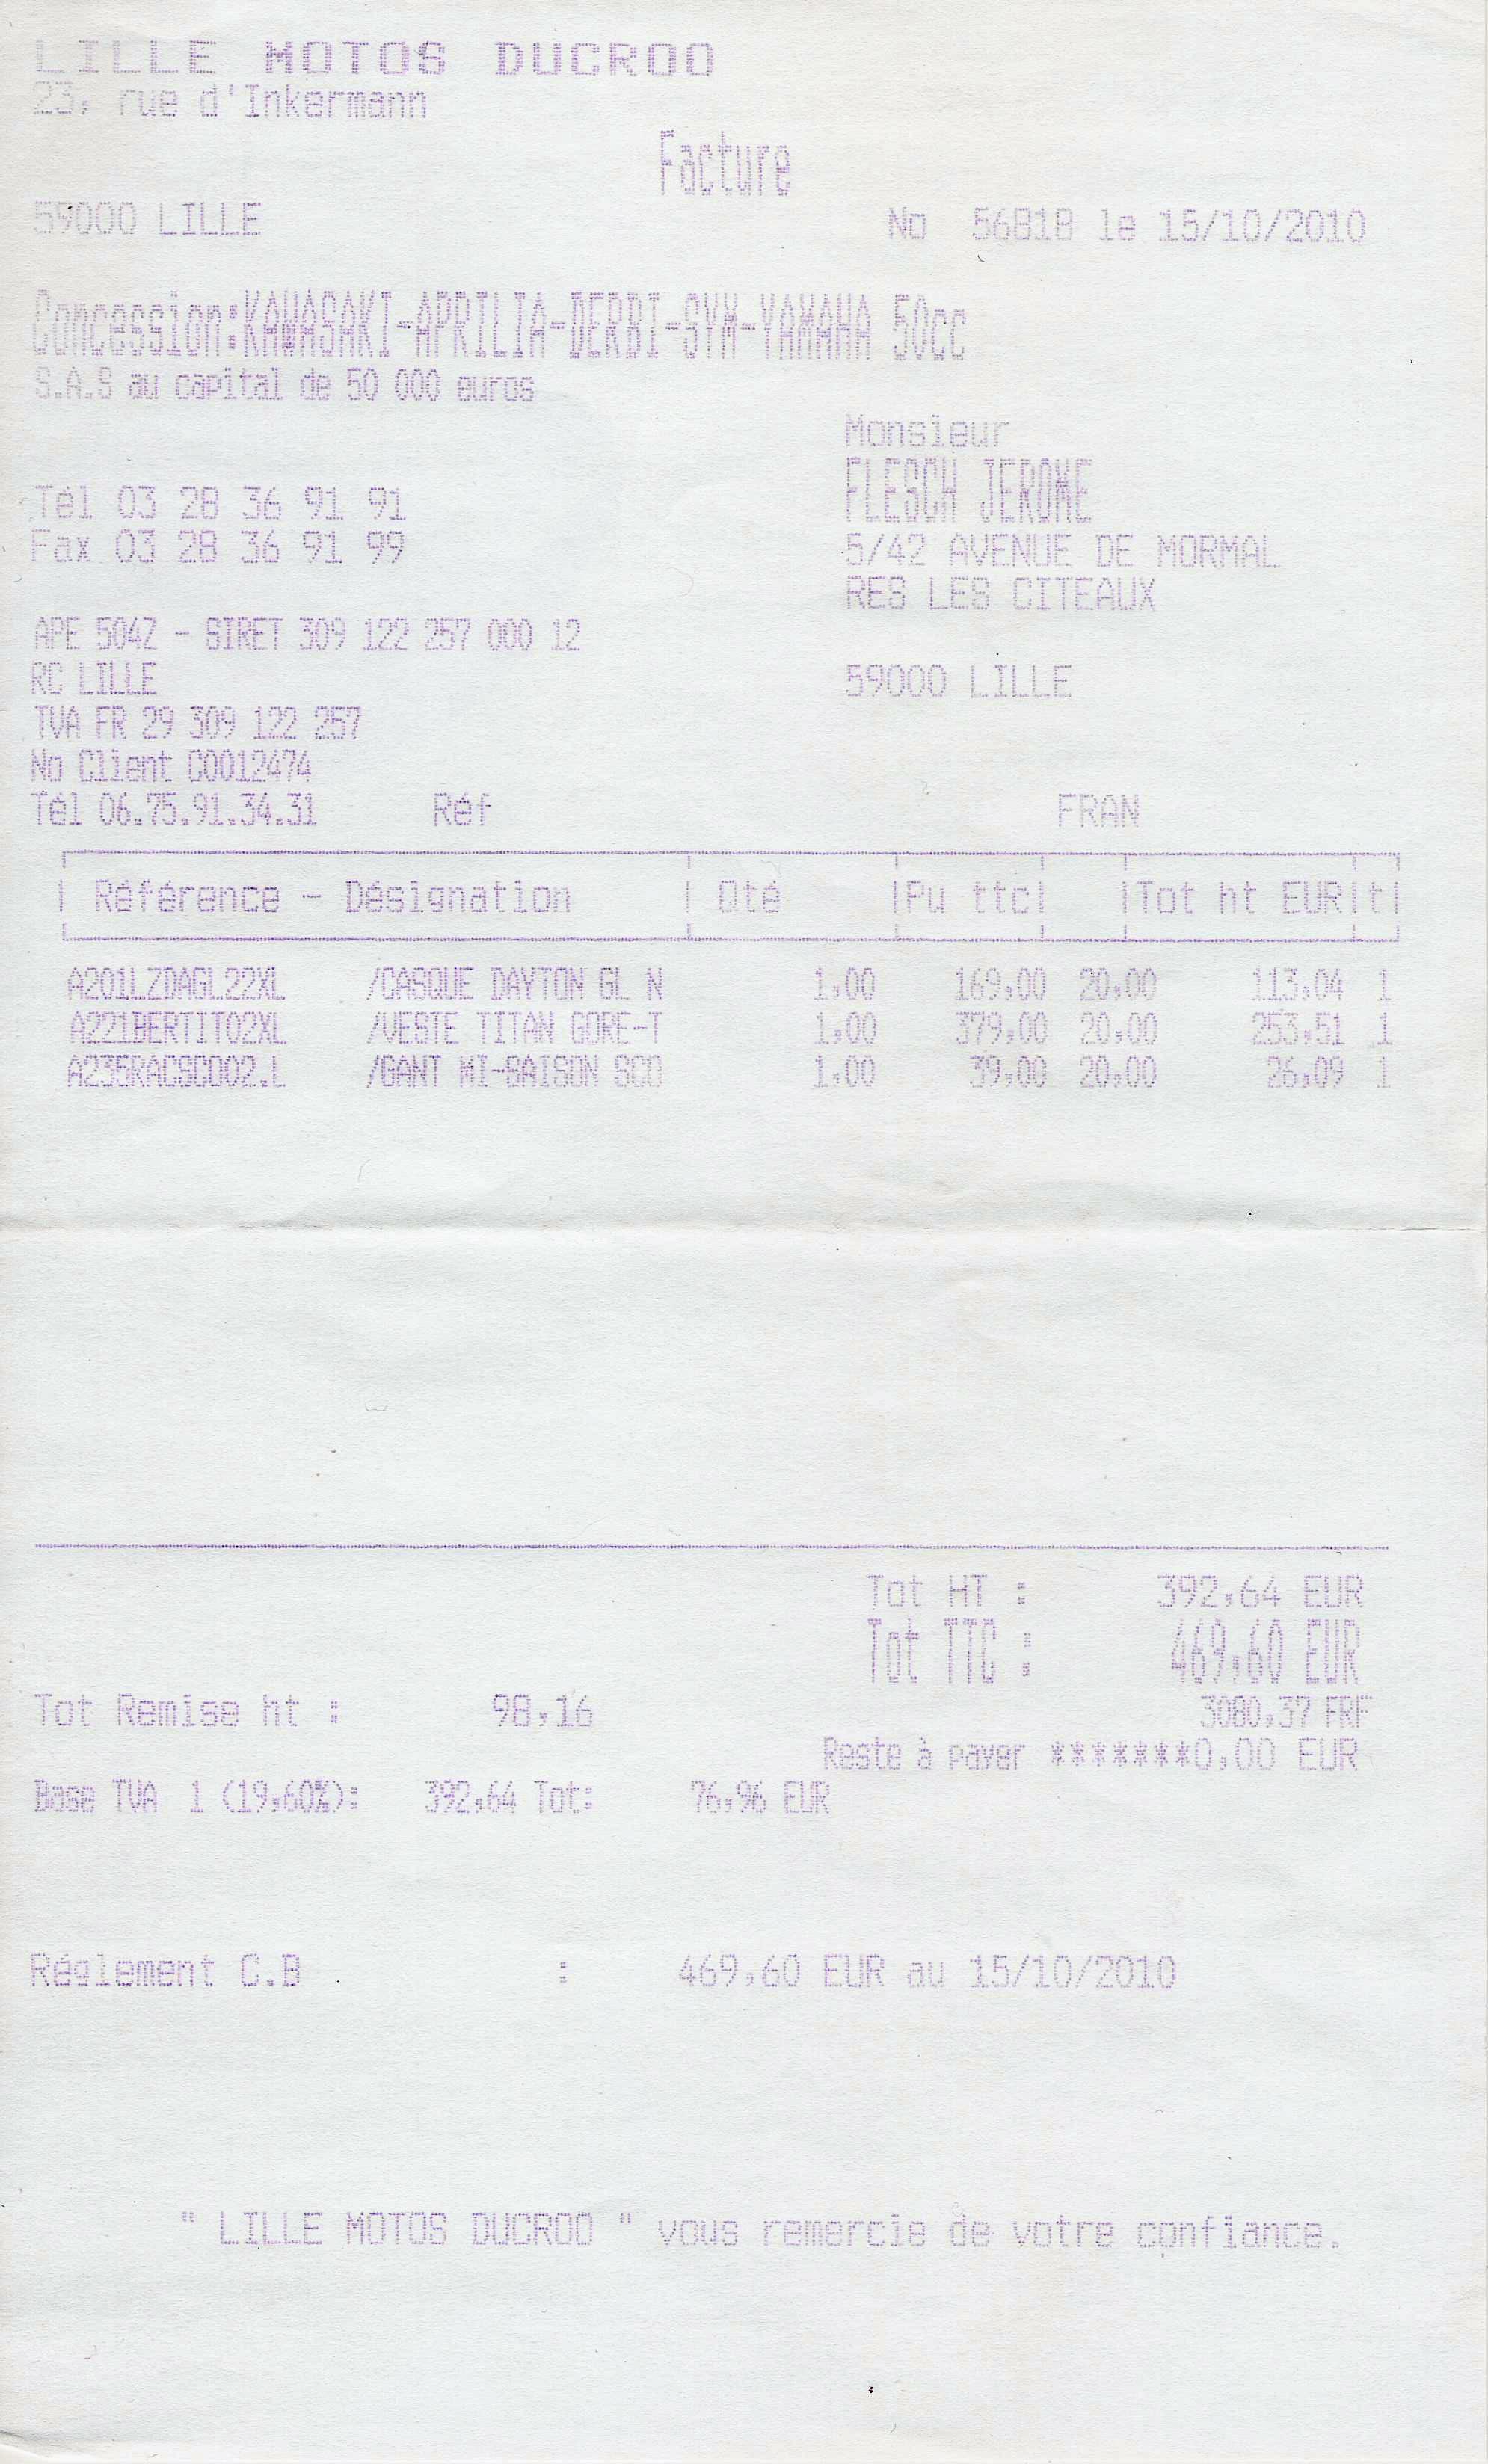 LILLE MOTOS DUCROO
23, rue d'Inkermann
Facture
59000 LILLE
No 56818 le 15/10/2010
Concession:KAWASAKI-APRILIA-DERBI-SYM-YAMAHA 50cc
S.A.S au capital de 50 000 euros
Monsieur
FLESCH JEROME
Tél 03 28 36 91 91
Fax 03 28 36 91 99
5/42 AVENUE DE MORMAL
RES LES CITEAUX
APE 504Z - SIRET 309 122 257 000 12
RC LILLE
59000 LILLE
TVA FR 29 309 122 257
No Client C0012474
Tél 06.75.91.34.31 Réf FRAN
Référence - Désignation | Qté |Pu ttc| |Tot ht EUR|t|
A201LZDAGL22XL /CASQUE DAYTON GL N 1,00 169,00 20,00 113,04 1
A221BERTITO2XL /VESTE TITAN GORE-T 1,00 379,00 20,00 253,51 1
A235RACSCO02.L /GANT MI-SAISON SCO 1,00 39,00 20,00 26,09 1
Tot HT : 392,64 EUR
Tot TTC : 469,60 EUR
Tot Remise ht : 98,16
3080,37 FRF
Reste à payer *******0,00 EUR
Base TVA 1 (19,60%): 392,64 Tot: 76,96 EUR
Réglement C.B : 469,60 EUR au 15/10/2010
" LILLE MOTOS DUCROO " vous remercie de votre confiance.